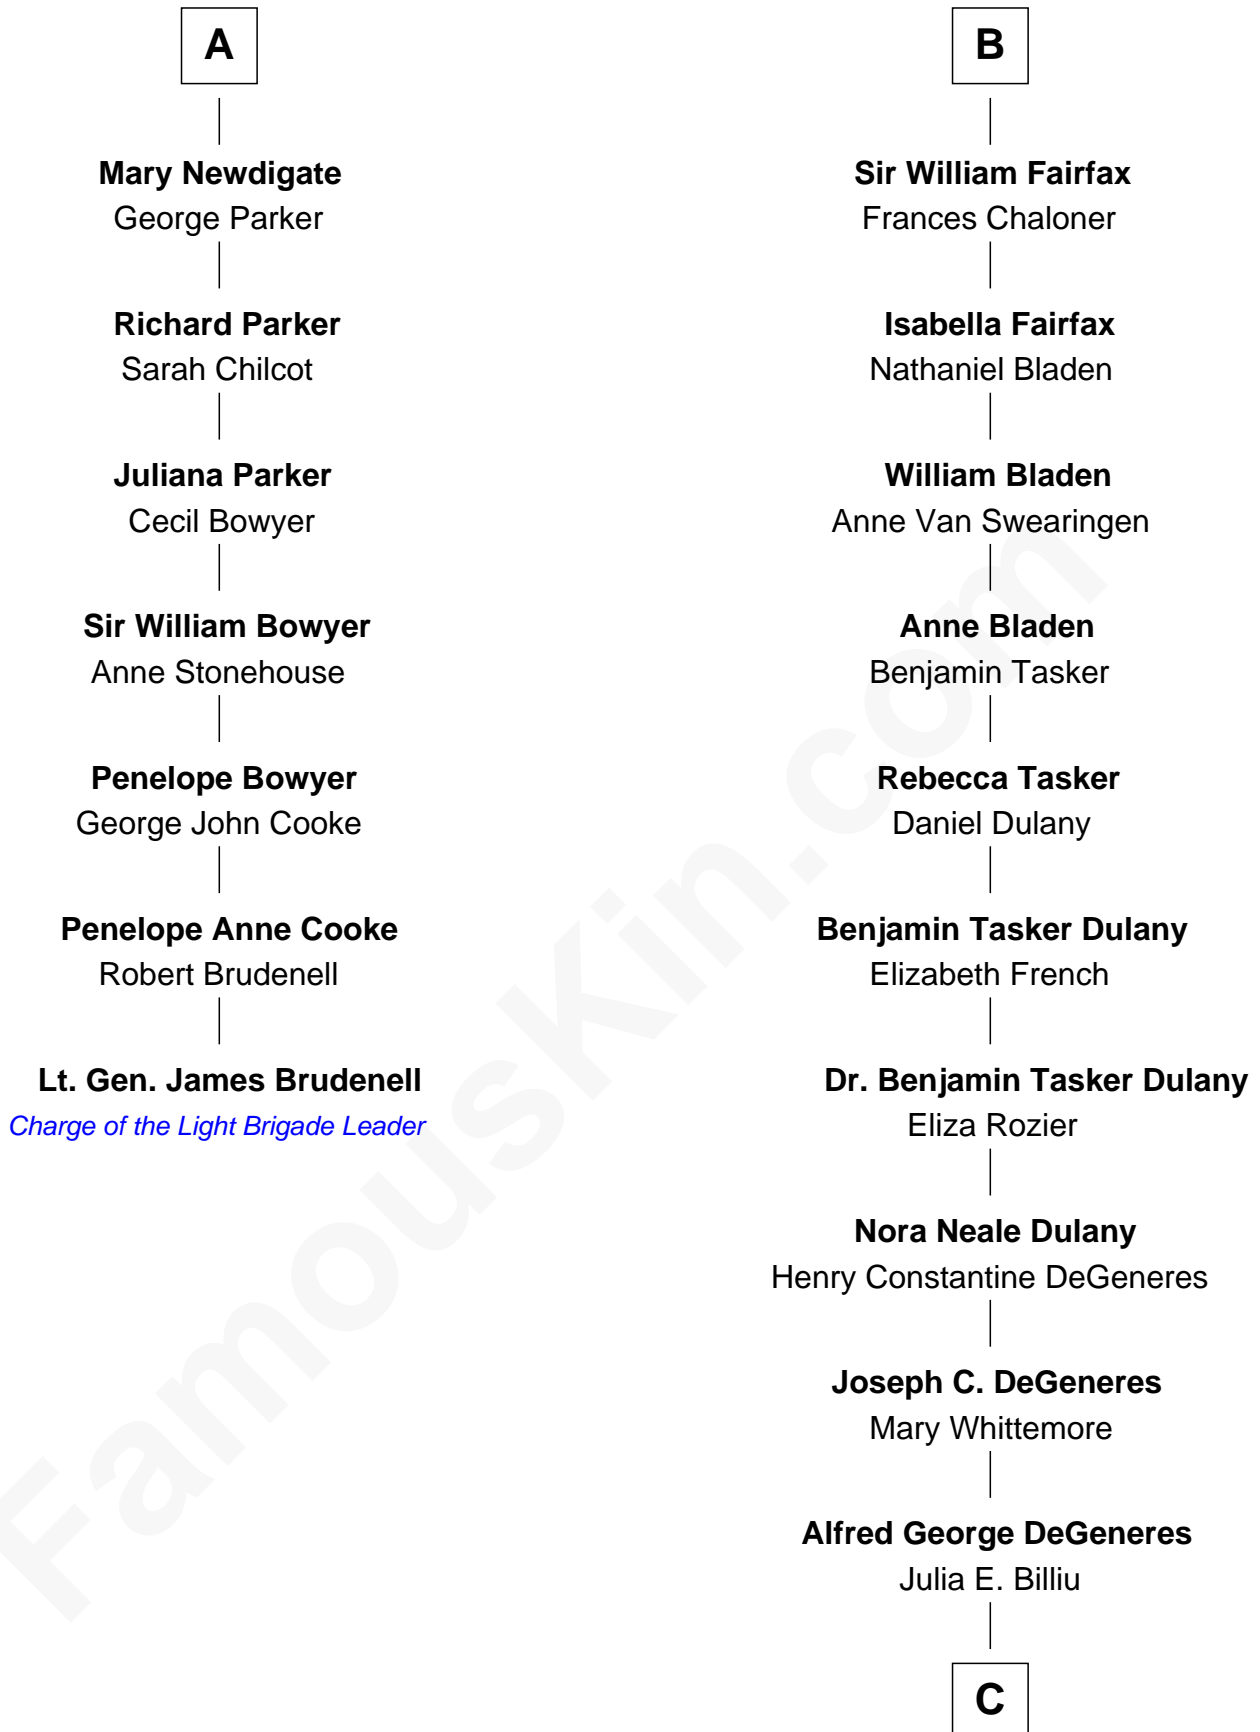 A
Mary Newdigate
George Parker
Richard Parker
Sarah Chilcot
Juliana Parker
Cecil Bowyer
Sir William Bowyer
Anne Stonehouse
Penelope Bowyer
George John Cooke
Penelope Anne Cooke
Robert Brudenell
Lt. Gen. James Brudenell
Charge of the Light Brigade Leader
B
Sir William Fairfax
Frances Chaloner
Isabella Fairfax
Nathaniel Bladen
William Bladen
Anne Van Swearingen
Anne Bladen
Benjamin Tasker
Rebecca Tasker
Daniel Dulany
Benjamin Tasker Dulany
Elizabeth French
Dr. Benjamin Tasker Dulany
Eliza Rozier
Nora Neale Dulany
Henry Constantine DeGeneres
Joseph C. DeGeneres
Mary Whittemore
Alfred George DeGeneres
Julia E. Billiu
C
FamousKin.com